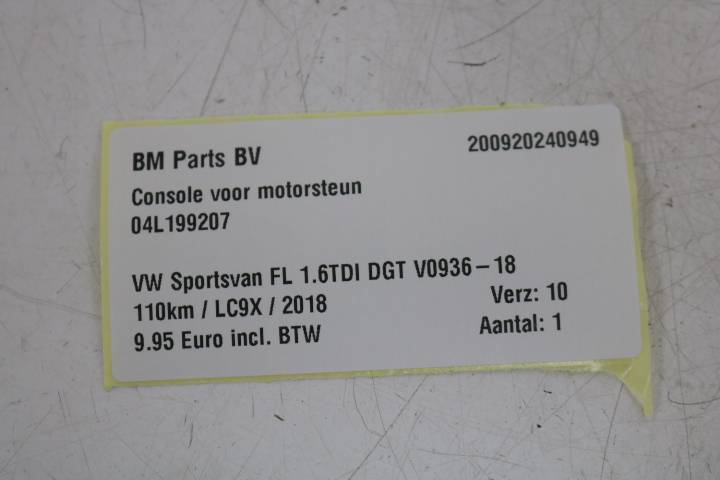 BM Parts BV 200920240949
Console voor motorsteun
04L199207
VW Sportsvan FL 1.6TDI DGT V0936-18
110km / LC9X / 2018 Verz: 10
9.95 Euro incl. BTW Aantal: 1